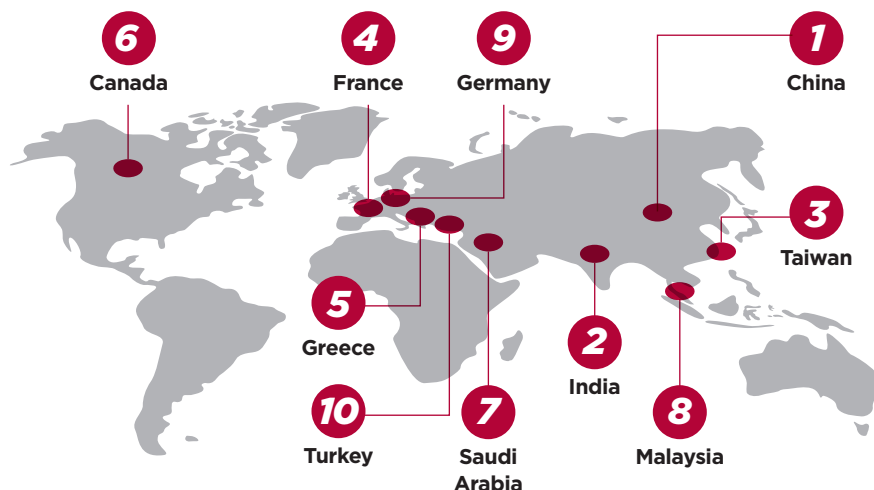 6
Canada
4
France
9
Germany
1
China
3
Taiwan
5
Greece
2
India
10
Turkey
7
Saudi
Arabia
8
Malaysia